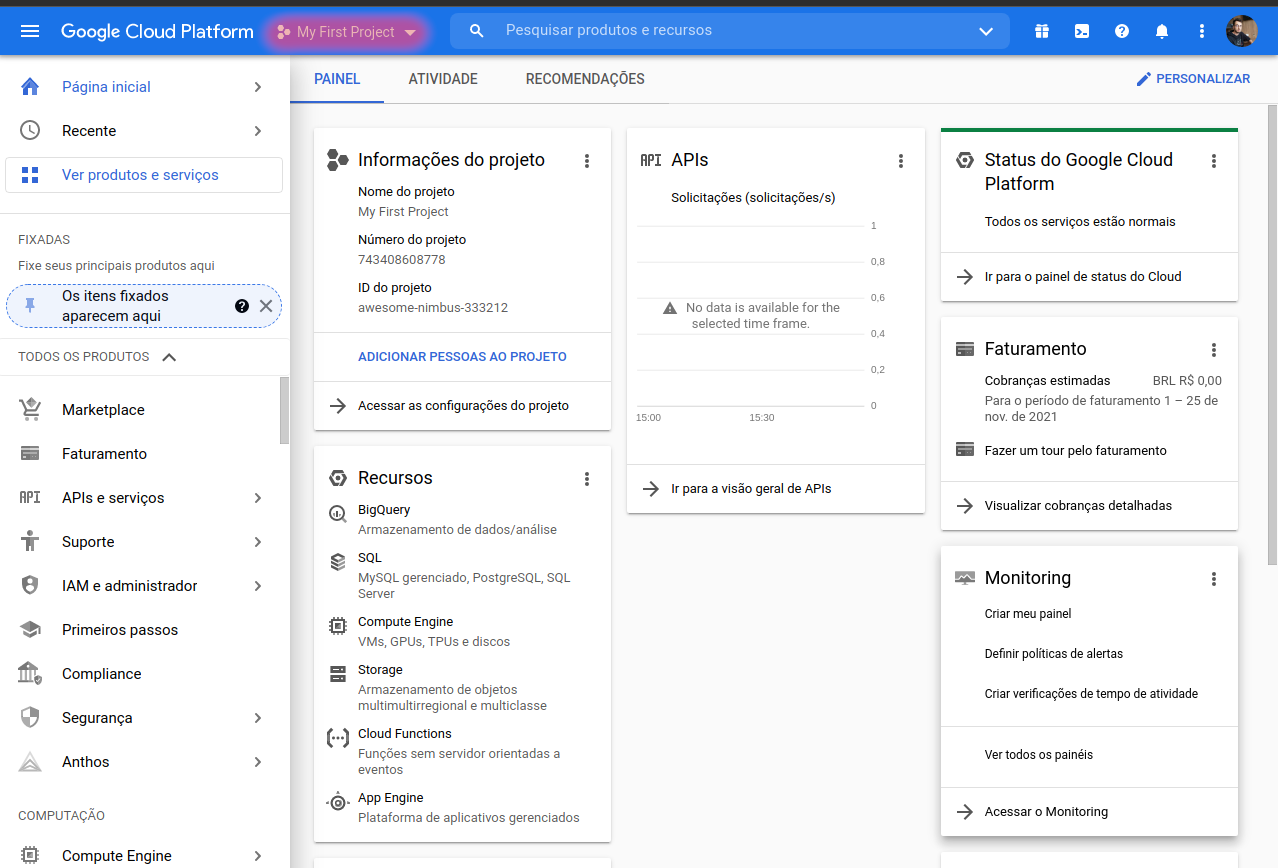 Google Cloud Platform
My First Project
Pesquisar produtos e recursos
Página inicial
Recente
Ver produtos e serviços
FIXADAS
Fixe seus principais produtos aqui
Os itens fixados
aparecem aqui
TODOS OS PRODUTOS
Marketplace
Faturamento
API APIs e serviços
Suporte
IAM e administrador
Primeiros passos
Compliance
Segurança
Anthos
COMPUTAÇÃO
Compute Engine
PAINEL
ATIVIDADE
RECOMENDAÇÕES
PERSONALIZAR
Informações do projeto
Nome do projeto
My First Project
Número do projeto
743408608778
ID do projeto
awesome-nimbus-333212
ADICIONAR PESSOAS AO PROJETO
Acessar as configurações do projeto
Recursos
BigQuery
Armazenamento de dados/análise
SQL
MySQL gerenciado, PostgreSQL, SQL
Server
Compute Engine
VMs, GPUs, TPUs e discos
Storage
Armazenamento de objetos
multimultirregional e multiclasse
Cloud Functions
Funções sem servidor orientadas a
eventos
App Engine
Plataforma de aplicativos gerenciados
API APIs
Solicitações (solicitações/s)
1
0,8
0,6
No data is available for the
selected time frame.
0,4
0,2
0
15:00
15:30
Ir para a visão geral de APIs
Status do Google Cloud
Platform
Todos os serviços estão normais
Ir para o painel de status do Cloud
Faturamento
Cobranças estimadas BRL R$ 0,00
Para o período de faturamento 1 – 25 de
nov. de 2021
Fazer um tour pelo faturamento
Visualizar cobranças detalhadas
Monitoring
Criar meu painel
Definir políticas de alertas
Criar verificações de tempo de atividade
Ver todos os painéis
Acessar o Monitoring